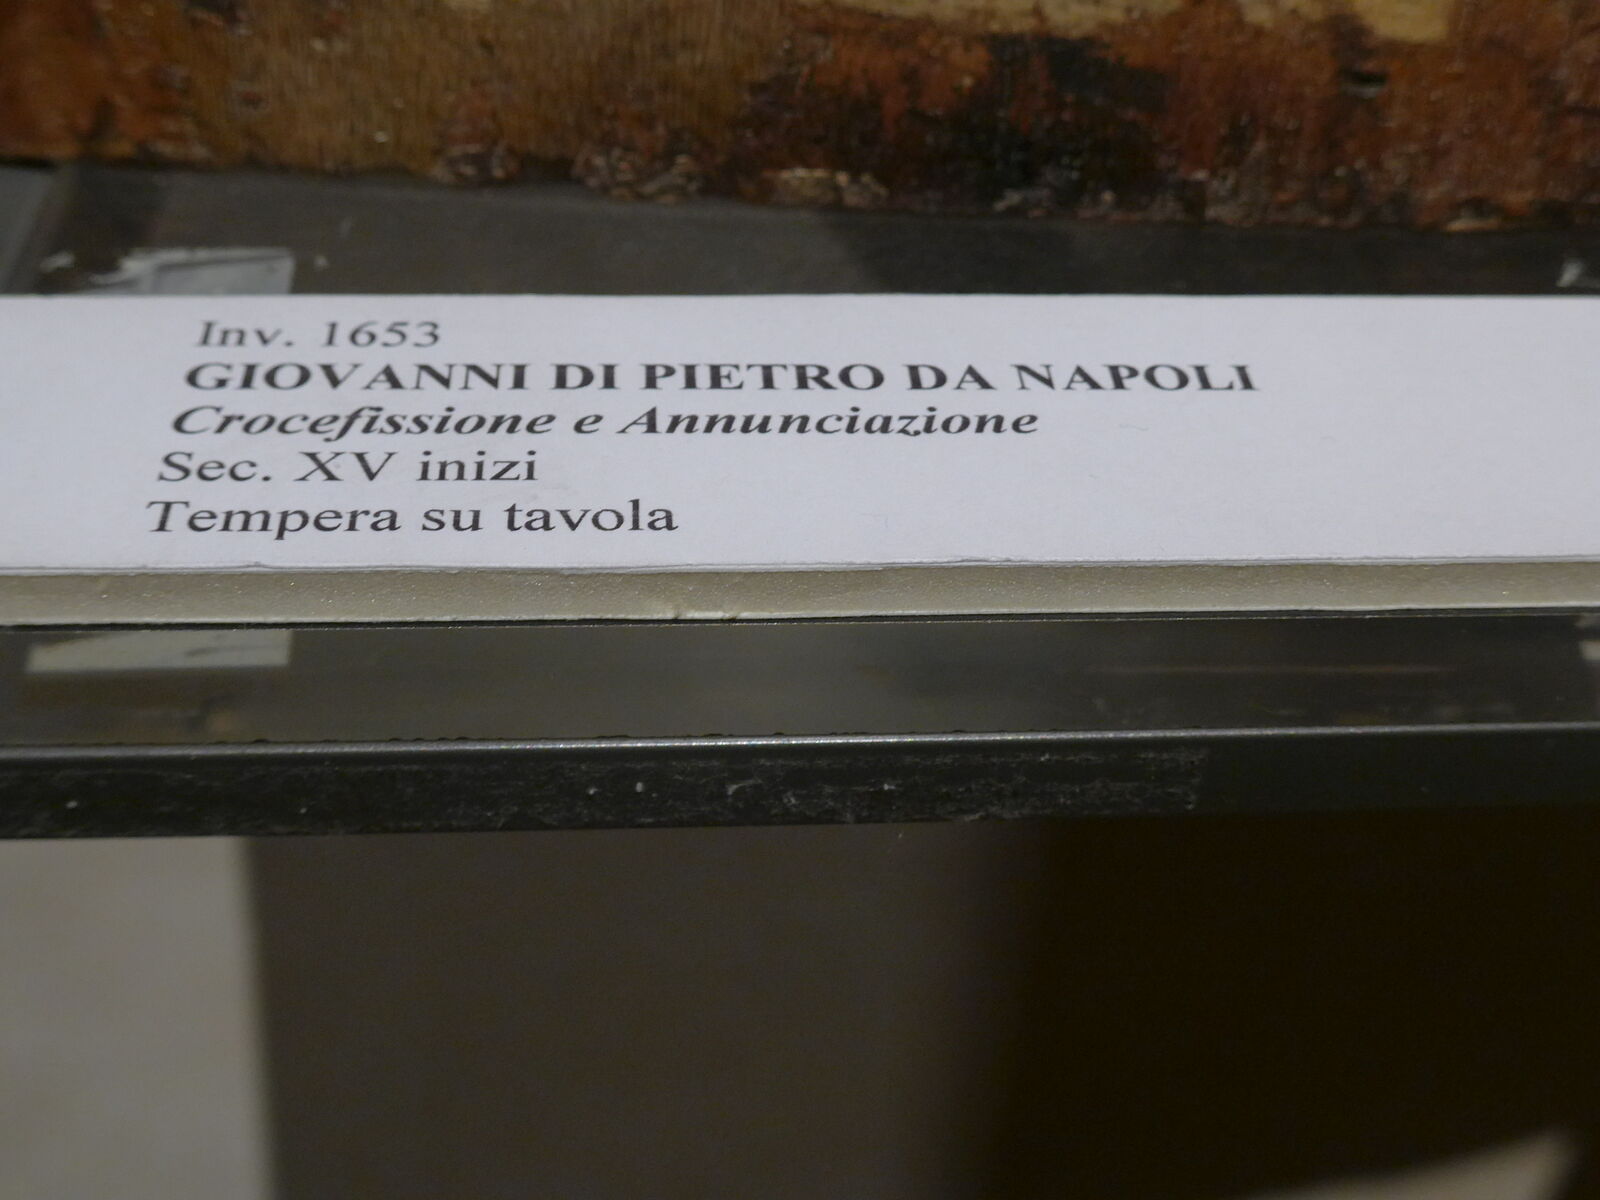 Inv. 1653
GIOVANNI DI PIETRO DA NAPOLI
Crocefissione e Annunciazione
Sec. XV inizi
Tempera su tavola